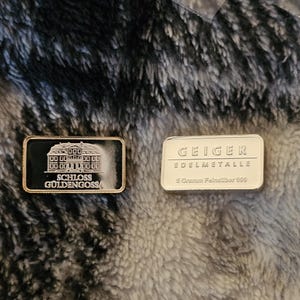 SCHLOSS
GÜLDENGOSSA
GEIGER
EDELMETALLE
5 Gramm Feinsilber 999